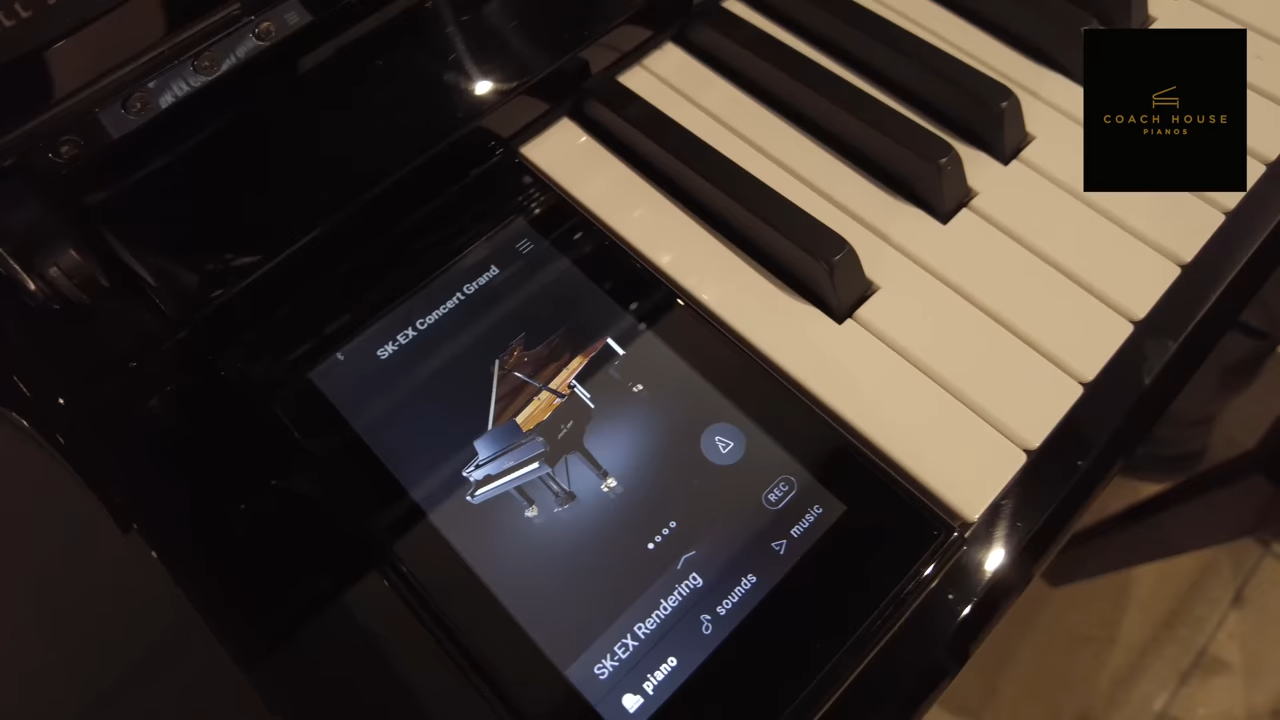 COACH HOUSE
PIANOS
SK-EX Concert Grand
REC
SK-EX Rendering
piano
sounds
music